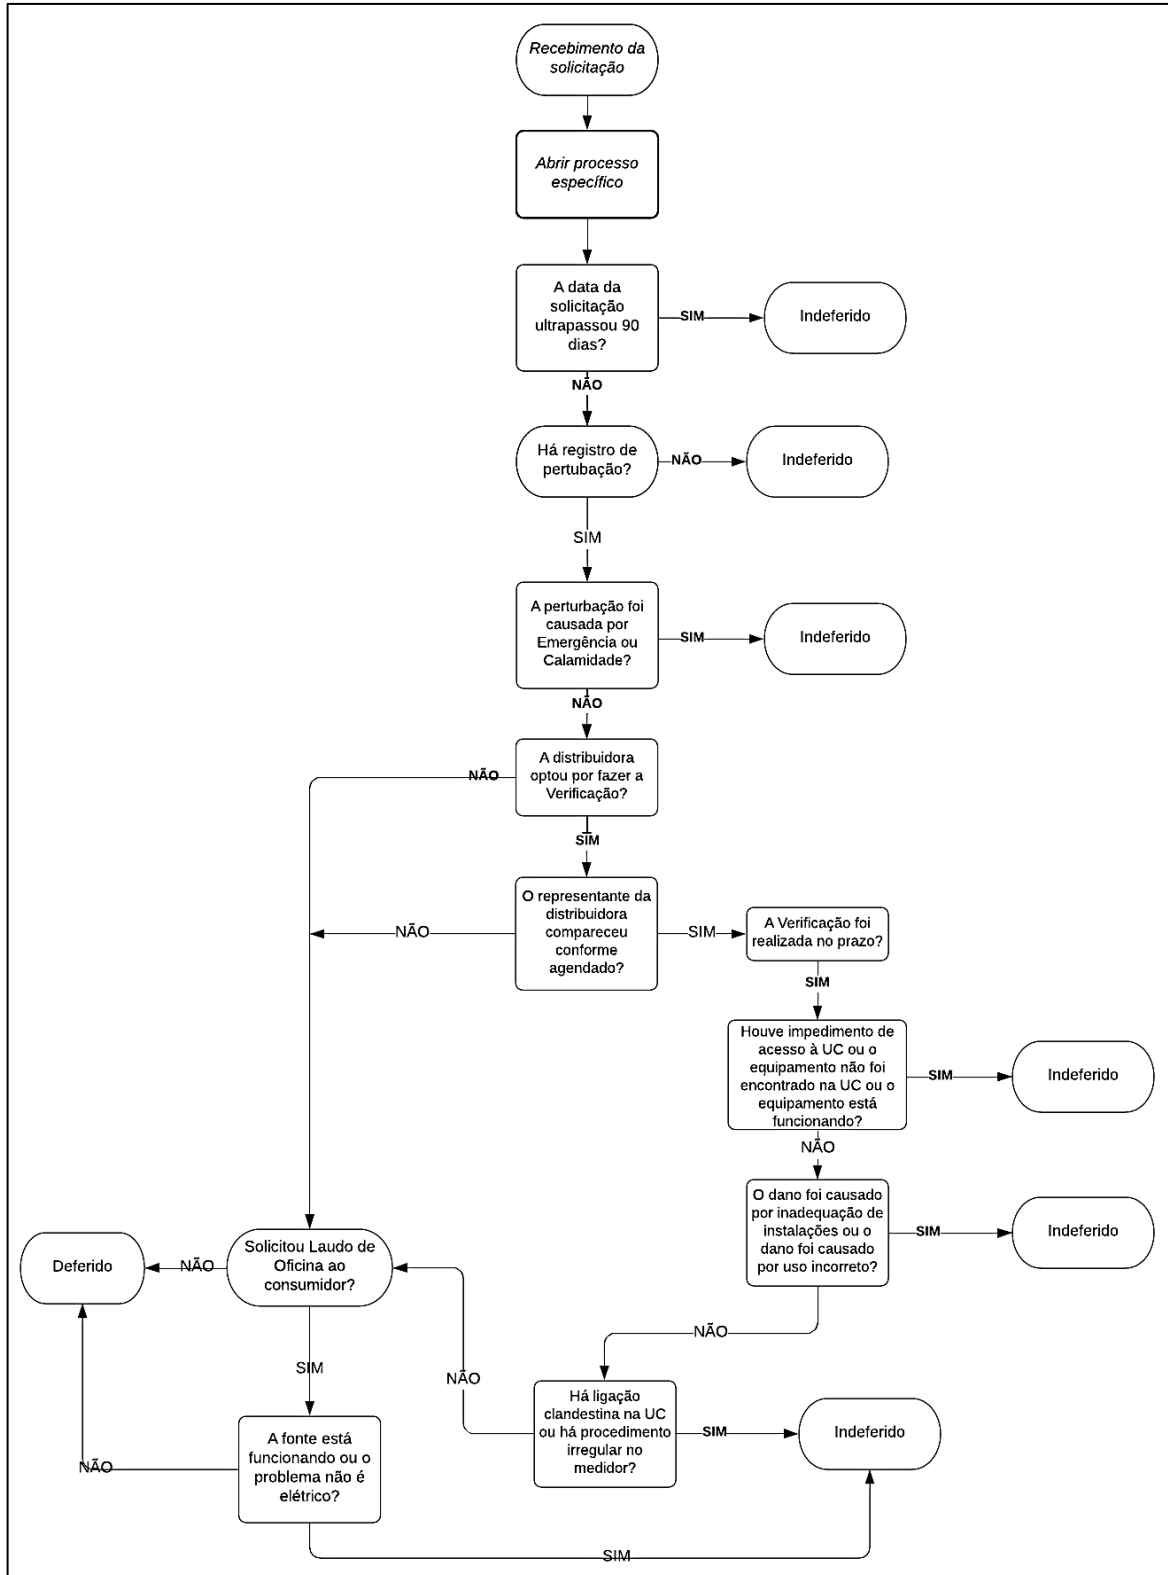 Recebimento da
solicitação
Abrir processo
específico
A data da
solicitação
ultrapassou 90
dias?
SIM
Indeferido
NÃO
Há registro de
pertubação?
NÃO
Indeferido
SIM
A perturbação foi
causada por
Emergência ou
Calamidade?
SIM
Indeferido
NÃO
A distribuidora
optou por fazer a
Verificação?
NÃO
SIM
O representante da
distribuidora
compareceu
conforme
agendado?
NÃO
SIM
A Verificação foi
realizada no prazo?
SIM
Houve impedimento de
acesso à UC ou o
equipamento não foi
encontrado na UC ou o
equipamento está
funcionando?
SIM
Indeferido
NÃO
O dano foi causado
por inadequação de
instalações ou o
dano foi causado
por uso incorreto?
SIM
Indeferido
NÃO
Há ligação
clandestina na UC
ou há procedimento
irregular no
medidor?
SIM
Indeferido
NÃO
Solicitou Laudo de
Oficina ao
consumidor?
NÃO
Deferido
SIM
A fonte está
funcionando ou o
problema não é
elétrico?
NÃO
SIM